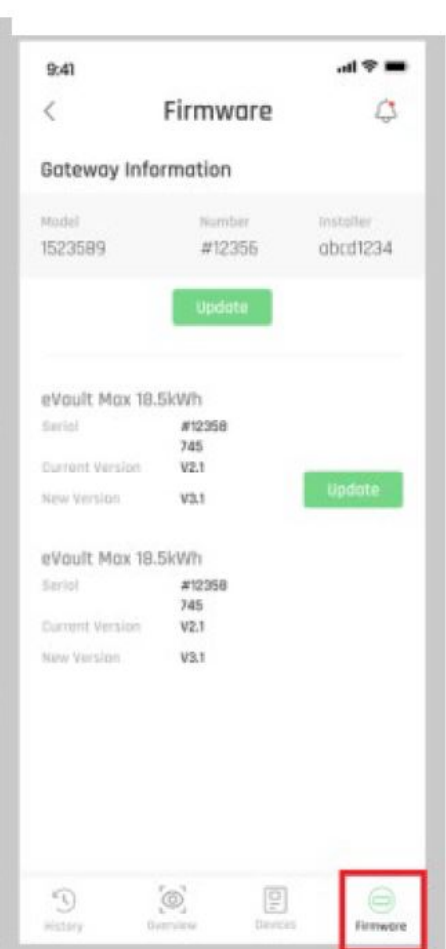 9:41
Firmware
Gateway Information
Model Number Installer
1523589 #12356 abcd1234
Update
eVault Max 18.5kWh
Serial #12358
745
Current Version V2.1
New Version V3.1
Update
eVault Max 18.5kWh
Serial #12358
745
Current Version V2.1
New Version V3.1
History Overview Devices Firmware